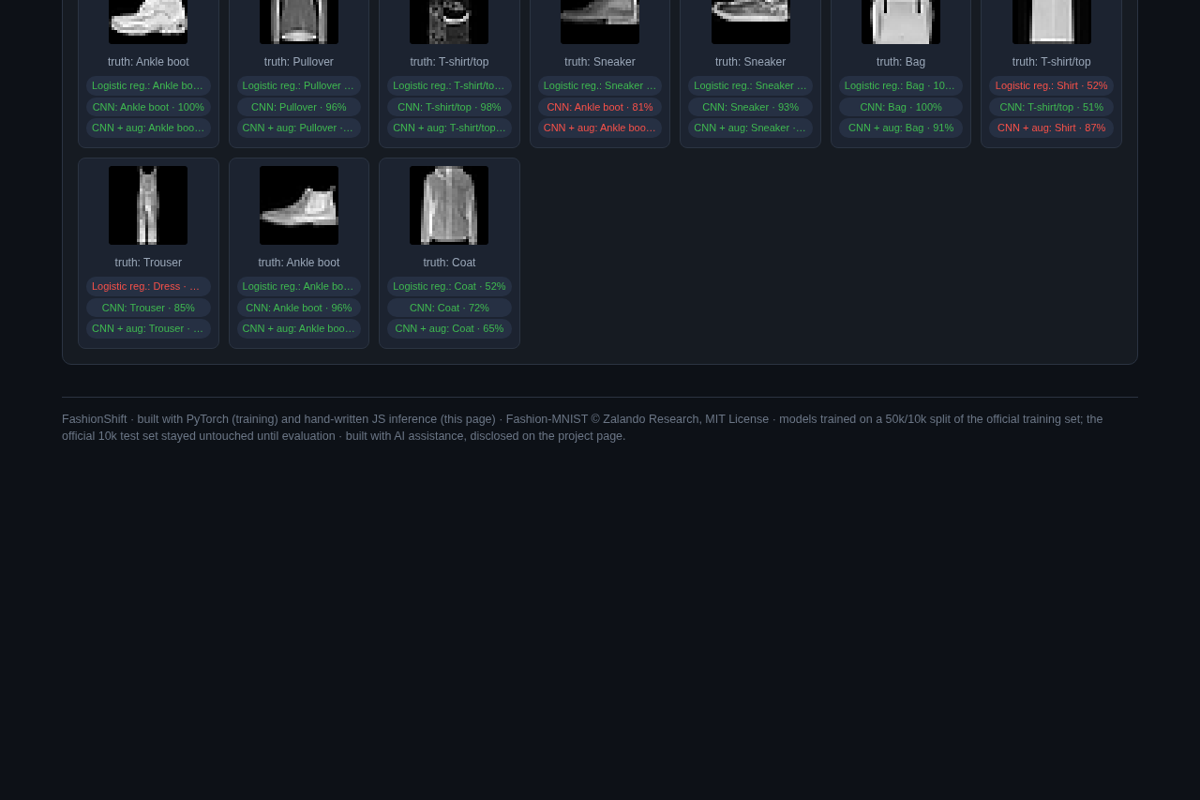 truth: Ankle boot
Logistic reg.: Ankle bo…
CNN: Ankle boot · 100%
CNN + aug: Ankle boo…
truth: Pullover
Logistic reg.: Pullover …
CNN: Pullover · 96%
CNN + aug: Pullover ·…
truth: T-shirt/top
Logistic reg.: T-shirt/to…
CNN: T-shirt/top · 98%
CNN + aug: T-shirt/top…
truth: Sneaker
Logistic reg.: Sneaker …
CNN: Ankle boot · 81%
CNN + aug: Ankle boo…
truth: Sneaker
Logistic reg.: Sneaker …
CNN: Sneaker · 93%
CNN + aug: Sneaker ·…
truth: Bag
Logistic reg.: Bag · 10…
CNN: Bag · 100%
CNN + aug: Bag · 91%
truth: T-shirt/top
Logistic reg.: Shirt · 52%
CNN: T-shirt/top · 51%
CNN + aug: Shirt · 87%
truth: Trouser
Logistic reg.: Dress · …
CNN: Trouser · 85%
CNN + aug: Trouser · …
truth: Ankle boot
Logistic reg.: Ankle bo…
CNN: Ankle boot · 96%
CNN + aug: Ankle boo…
truth: Coat
Logistic reg.: Coat · 52%
CNN: Coat · 72%
CNN + aug: Coat · 65%
FashionShift · built with PyTorch (training) and hand-written JS inference (this page) · Fashion-MNIST © Zalando Research, MIT License · models trained on a 50k/10k split of the official training set; the
official 10k test set stayed untouched until evaluation · built with AI assistance, disclosed on the project page.